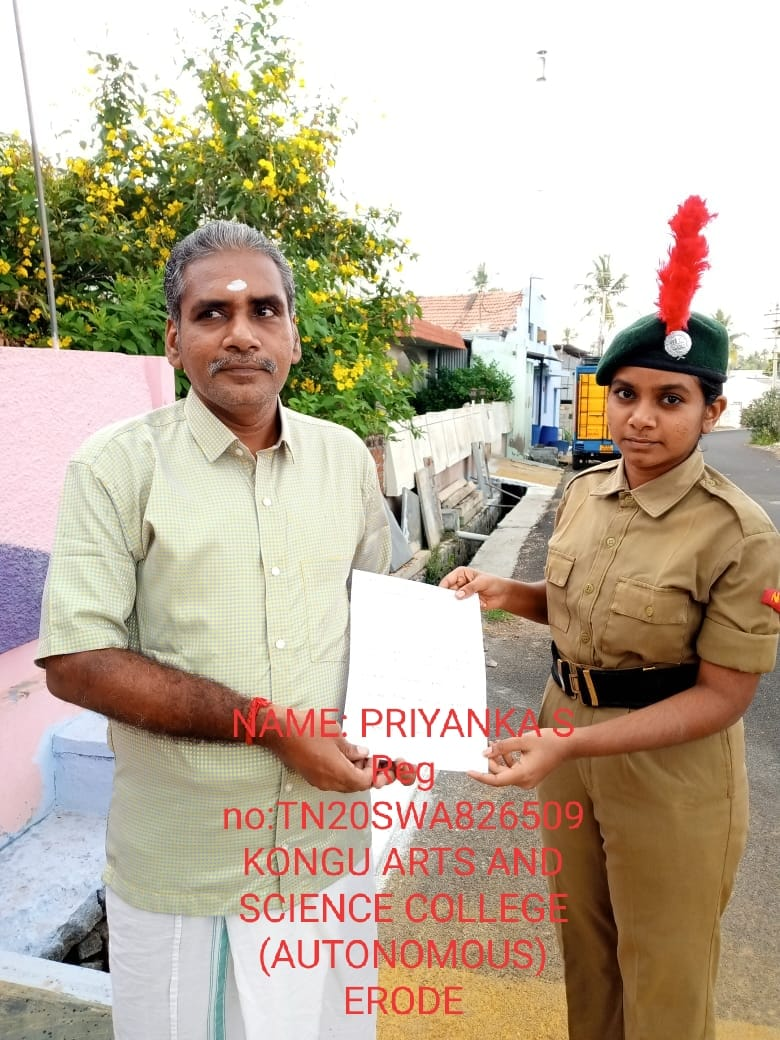 NAME: PRIYANKA S
Reg
no:TN20SWA826509
KONGU ARTS AND
SCIENCE COLLEGE
(AUTONOMOUS)
ERODE